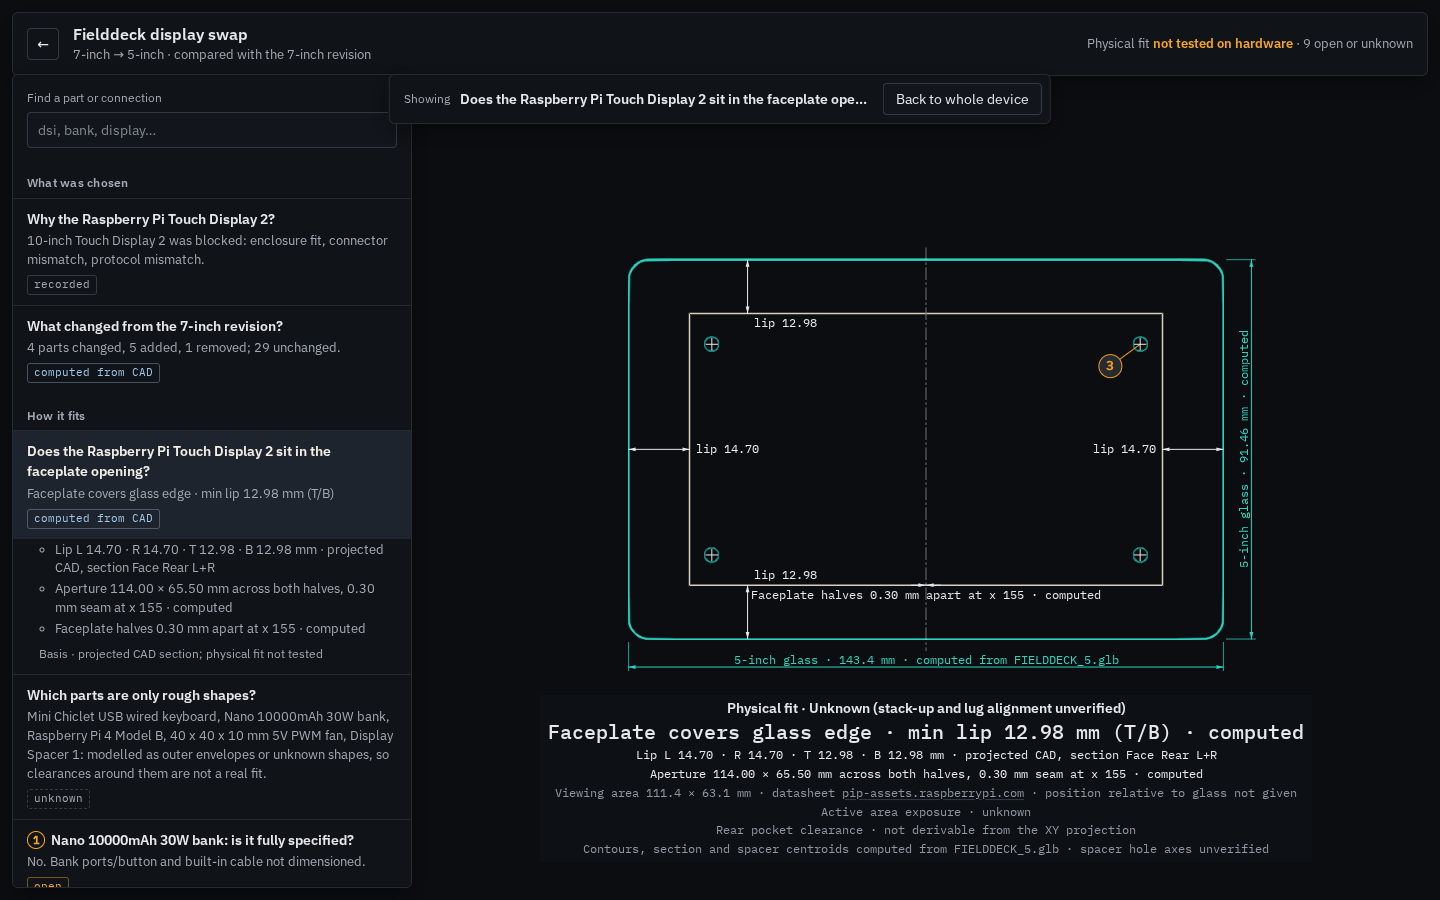 ←
Fielddeck display swap
7-inch → 5-inch · compared with the 7-inch revision
Physical fit not tested on hardware · 9 open or unknown
Showing Does the Raspberry Pi Touch Display 2 sit in the faceplate ope...
Back to whole device
Find a part or connection
dsi, bank, display...
What was chosen
Why the Raspberry Pi Touch Display 2?
10-inch Touch Display 2 was blocked: enclosure fit, connector
mismatch, protocol mismatch.
recorded
What changed from the 7-inch revision?
4 parts changed, 5 added, 1 removed; 29 unchanged.
computed from CAD
How it fits
Does the Raspberry Pi Touch Display 2 sit in the
faceplate opening?
Faceplate covers glass edge · min lip 12.98 mm (T/B)
computed from CAD
Lip L 14.70 · R 14.70 · T 12.98 · B 12.98 mm · projected
CAD, section Face Rear L+R
Aperture 114.00 × 65.50 mm across both halves, 0.30
mm seam at x 155 · computed
Faceplate halves 0.30 mm apart at x 155 · computed
Basis · projected CAD section; physical fit not tested
Which parts are only rough shapes?
Mini Chiclet USB wired keyboard, Nano 10000mAh 30W bank,
Raspberry Pi 4 Model B, 40 x 40 x 10 mm 5V PWM fan, Display
Spacer 1: modelled as outer envelopes or unknown shapes, so
clearances around them are not a real fit.
unknown
1 Nano 10000mAh 30W bank: is it fully specified?
No. Bank ports/button and built-in cable not dimensioned.
open
lip 12.98
3
lip 14.70
lip 14.70
lip 12.98
Faceplate halves 0.30 mm apart at x 155 · computed
5-inch glass · 91.46 mm · computed
5-inch glass · 143.4 mm · computed from FIELDDECK_5.glb
Physical fit · Unknown (stack-up and lug alignment unverified)
Faceplate covers glass edge · min lip 12.98 mm (T/B) · computed
Lip L 14.70 · R 14.70 · T 12.98 · B 12.98 mm · projected CAD, section Face Rear L+R
Aperture 114.00 × 65.50 mm across both halves, 0.30 mm seam at x 155 · computed
Viewing area 111.4 × 63.1 mm · datasheet pip-assets.raspberrypi.com · position relative to glass not given
Active area exposure · unknown
Rear pocket clearance · not derivable from the XY projection
Contours, section and spacer centroids computed from FIELDDECK_5.glb · spacer hole axes unverified